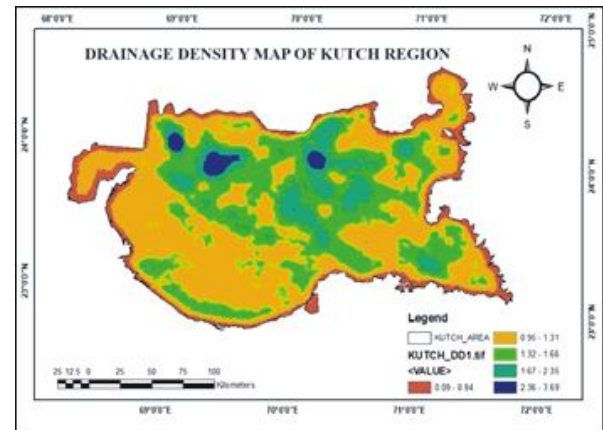 68°0'0"E 69°0'0"E 70°0'0"E 71°0'0"E 72°0'0"E
DRAINAGE DENSITY MAP OF KUTCH REGION
N
W E
S
24°0'0"N
24°0'0"N
23°0'0"N
23°0'0"N
25°0'0"N
Legend
KUTCH_AREA
KUTCH_DD1.tif
<VALUE>
0.09 - 0.94
0.95 - 1.31
1.32 - 1.66
1.67 - 2.35
2.36 - 3.69
25 12.5 0 25 50 75 100
Kilometers
69°0'0"E 70°0'0"E 71°0'0"E 72°0'0"E